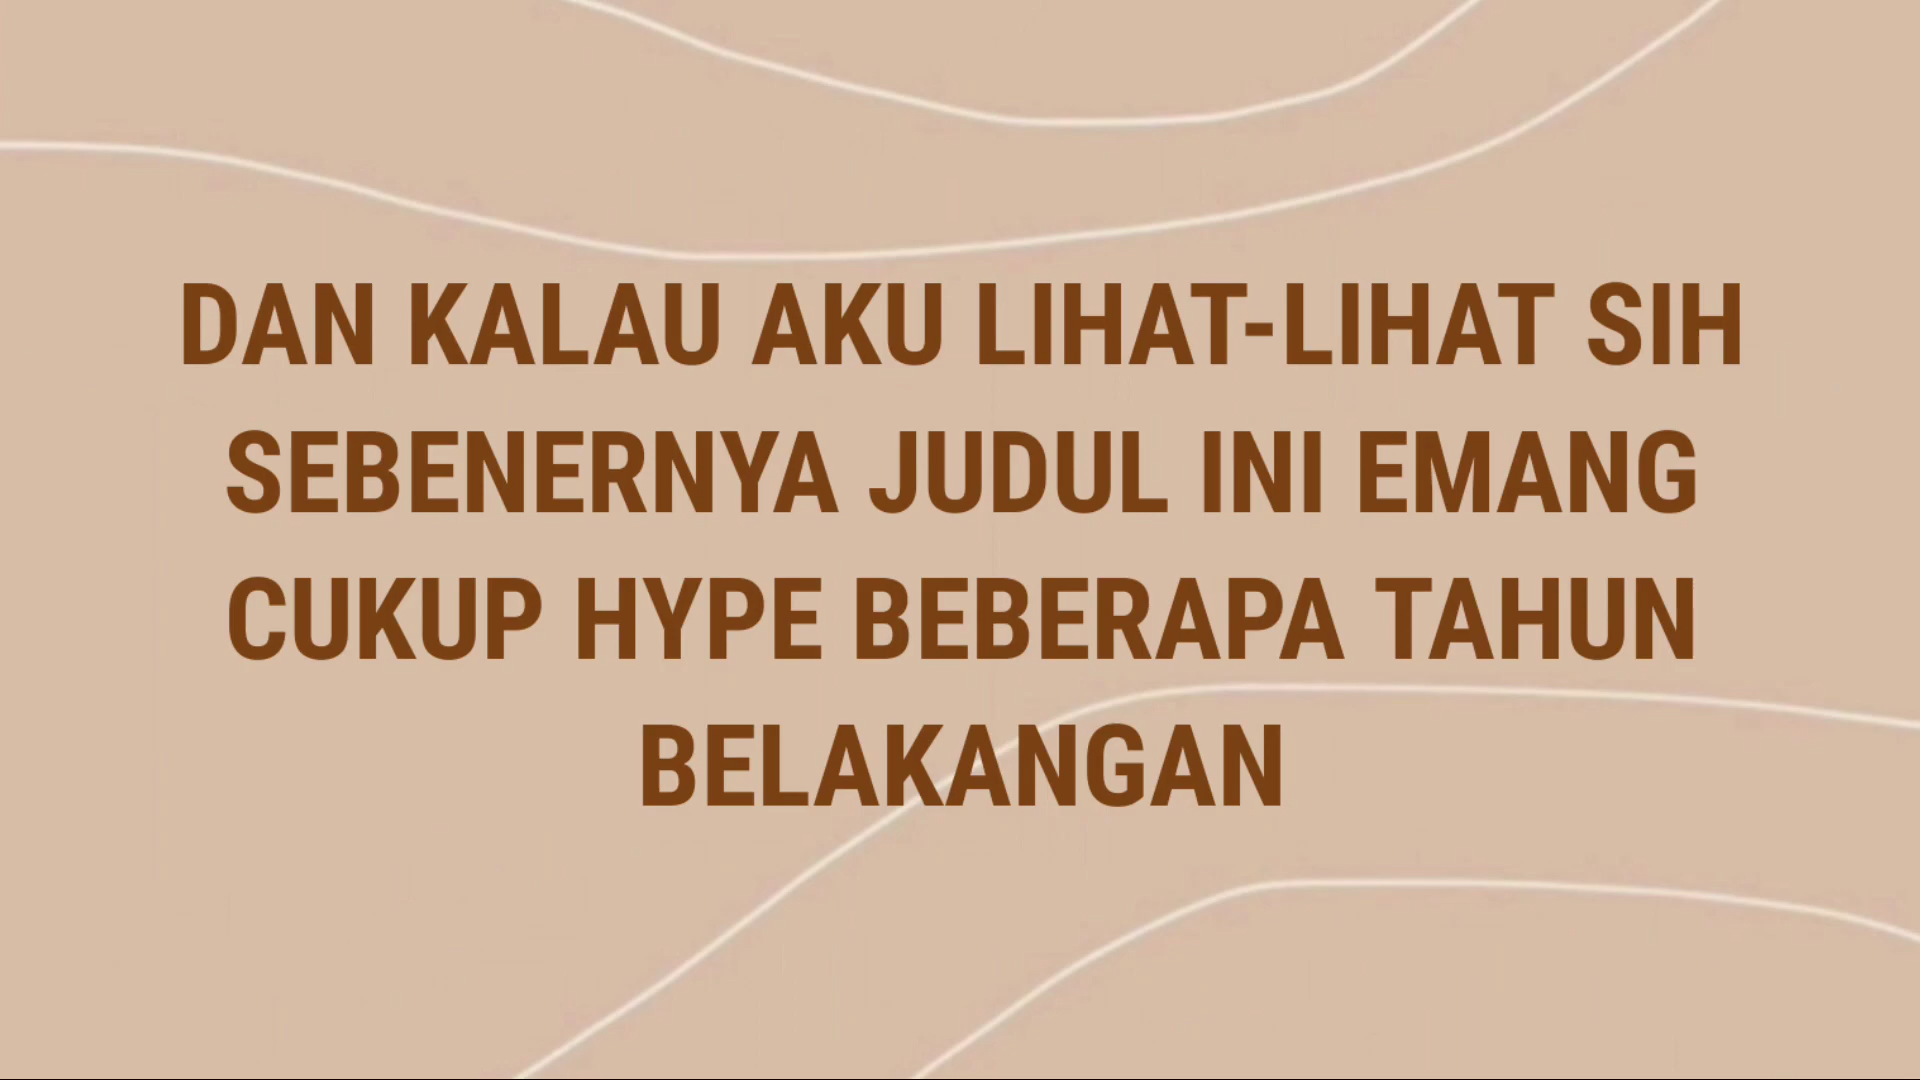 DAN KALAU AKU LIHAT-LIHAT SIH
SEBENERNYA JUDUL INI EMANG
CUKUP HYPE BEBERAPA TAHUN
BELAKANGAN